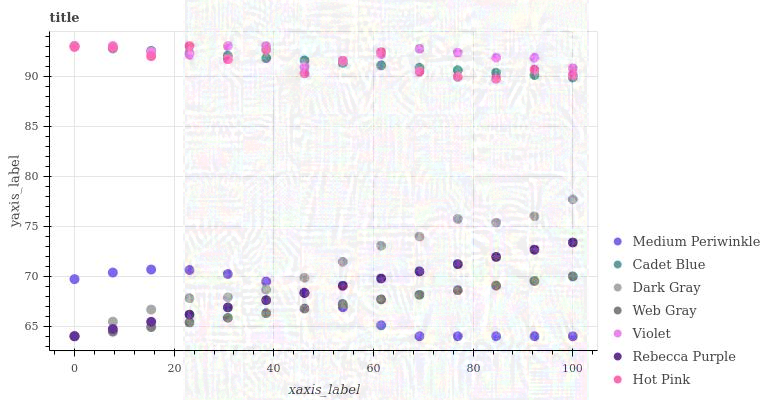 title
yaxis_label
90
85
80
75
70
65
0
20
40
60
80
100
xaxis_label
Medium Periwinkle
Cadet Blue
Dark Gray
Web Gray
Violet
Rebecca Purple
Hot Pink